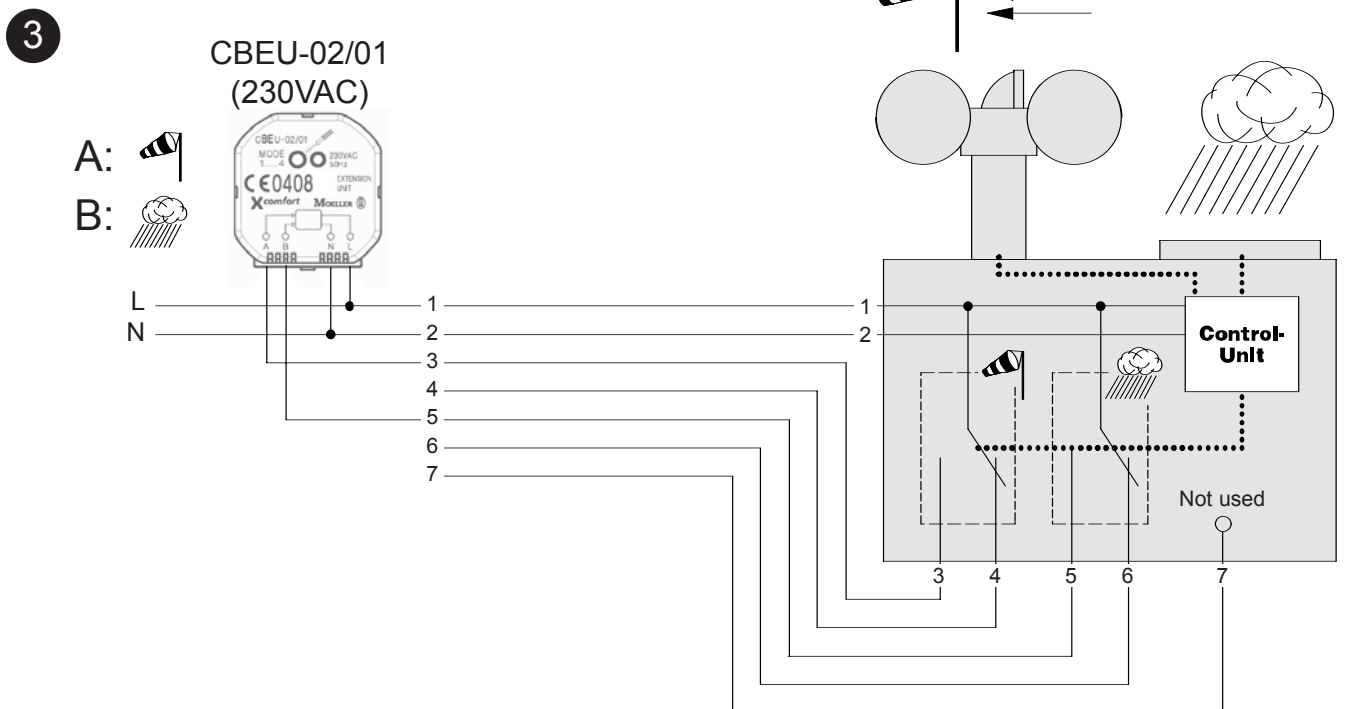 3
CBEU-02/01
(230VAC)
A:
B:
CBEU-02/01
MODE
1....4
230VAC
50Hz
CE0408
EXTENSION
UNIT
Xcomfort MOELLER
A B N L
L
N
1
2
3
4
5
6
7
1
2
Control-
Unit
Not used
3 4 5 6 7